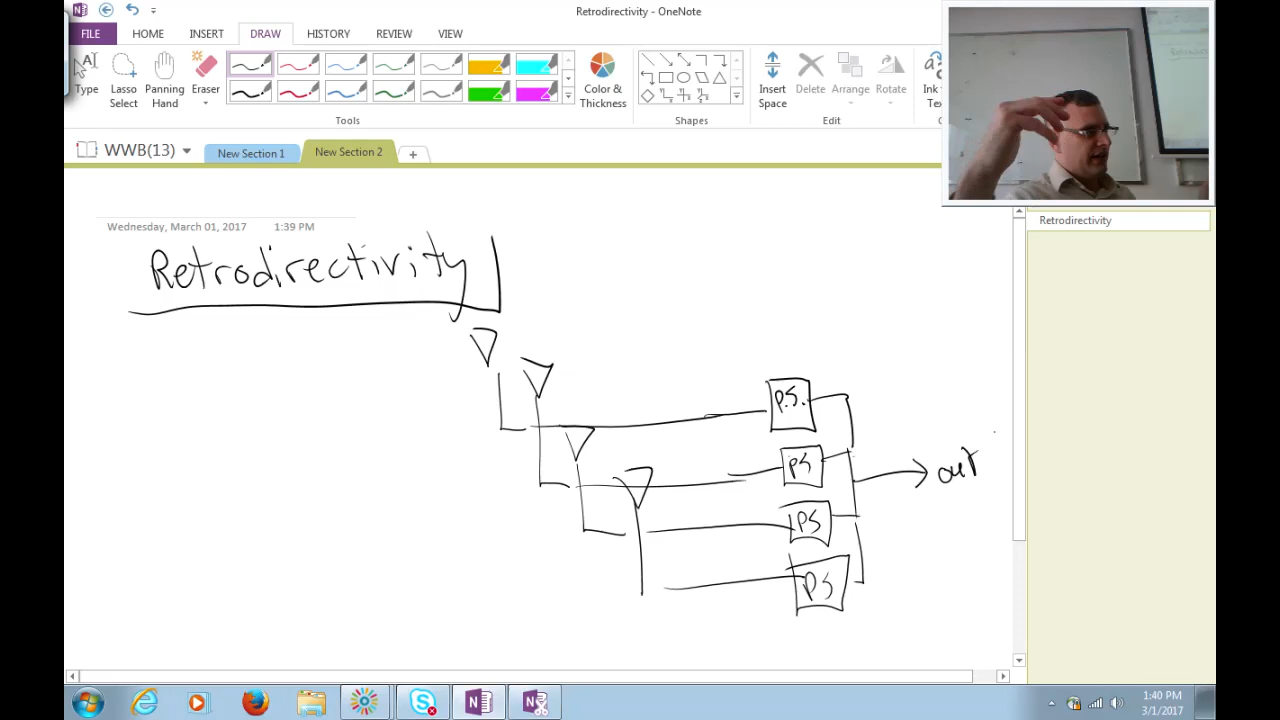 Retrodirectivity - OneNote
FILE HOME INSERT DRAW HISTORY REVIEW VIEW
Type
Lasso Select
Panning Hand
Eraser
Color & Thickness
Insert Space
Delete
Arrange
Rotate
Ink to
Tools
Shapes
Edit
WWB(13)
New Section 1
New Section 2
Retrodirectivity
Wednesday, March 01, 2017 1:39 PM
Retrodirectivity
P.S.
PS
out
PS
PS
1:40 PM
3/1/2017